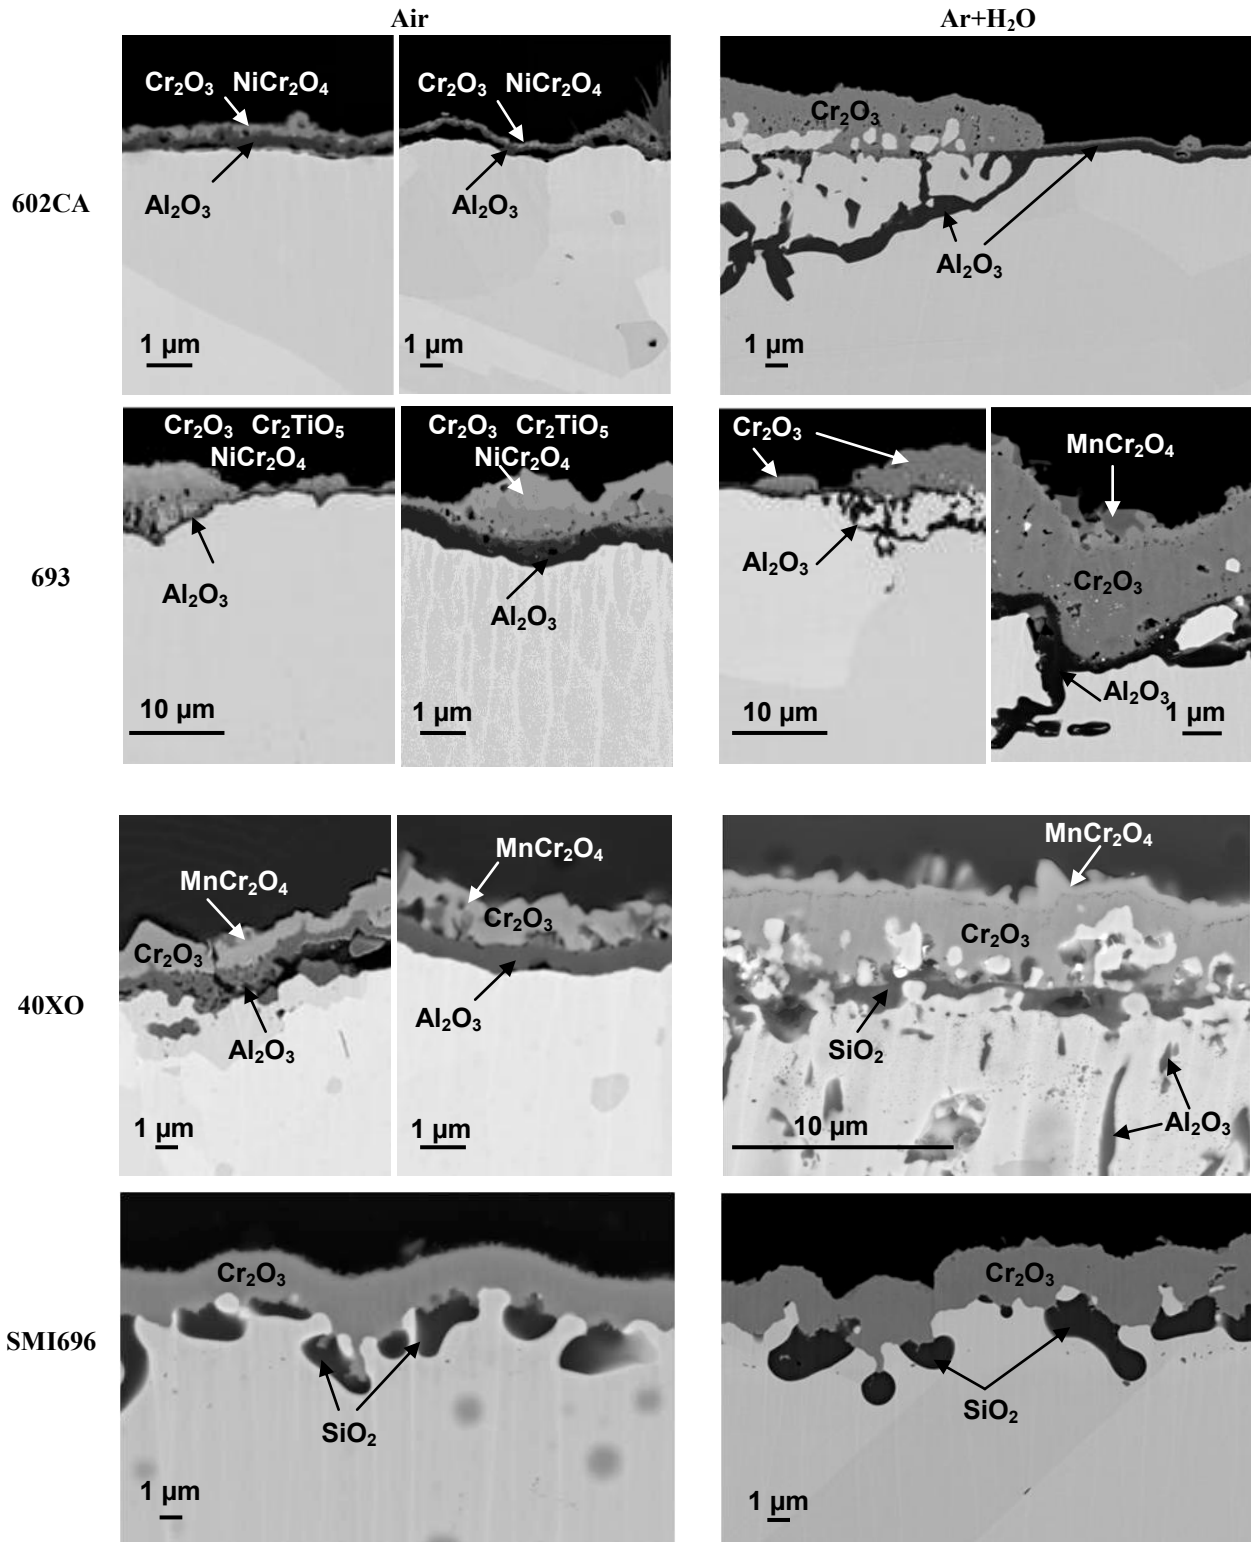 Air
Ar+H₂O
602CA
Cr₂O₃ NiCr₂O₄
Al₂O₃
1 µm
Cr₂O₃ NiCr₂O₄
Al₂O₃
1 µm
Cr₂O₃
Al₂O₃
1 µm
693
Cr₂O₃ Cr₂TiO₅
NiCr₂O₄
Al₂O₃
10 µm
Cr₂O₃ Cr₂TiO₅
NiCr₂O₄
Al₂O₃
1 µm
Cr₂O₃
Al₂O₃
10 µm
MnCr₂O₄
Cr₂O₃
Al₂O₃
1 µm
40XO
MnCr₂O₄
Cr₂O₃
Al₂O₃
1 µm
MnCr₂O₄
Cr₂O₃
Al₂O₃
1 µm
MnCr₂O₄
Cr₂O₃
SiO₂
Al₂O₃
10 µm
SMI696
Cr₂O₃
SiO₂
1 µm
Cr₂O₃
SiO₂
1 µm